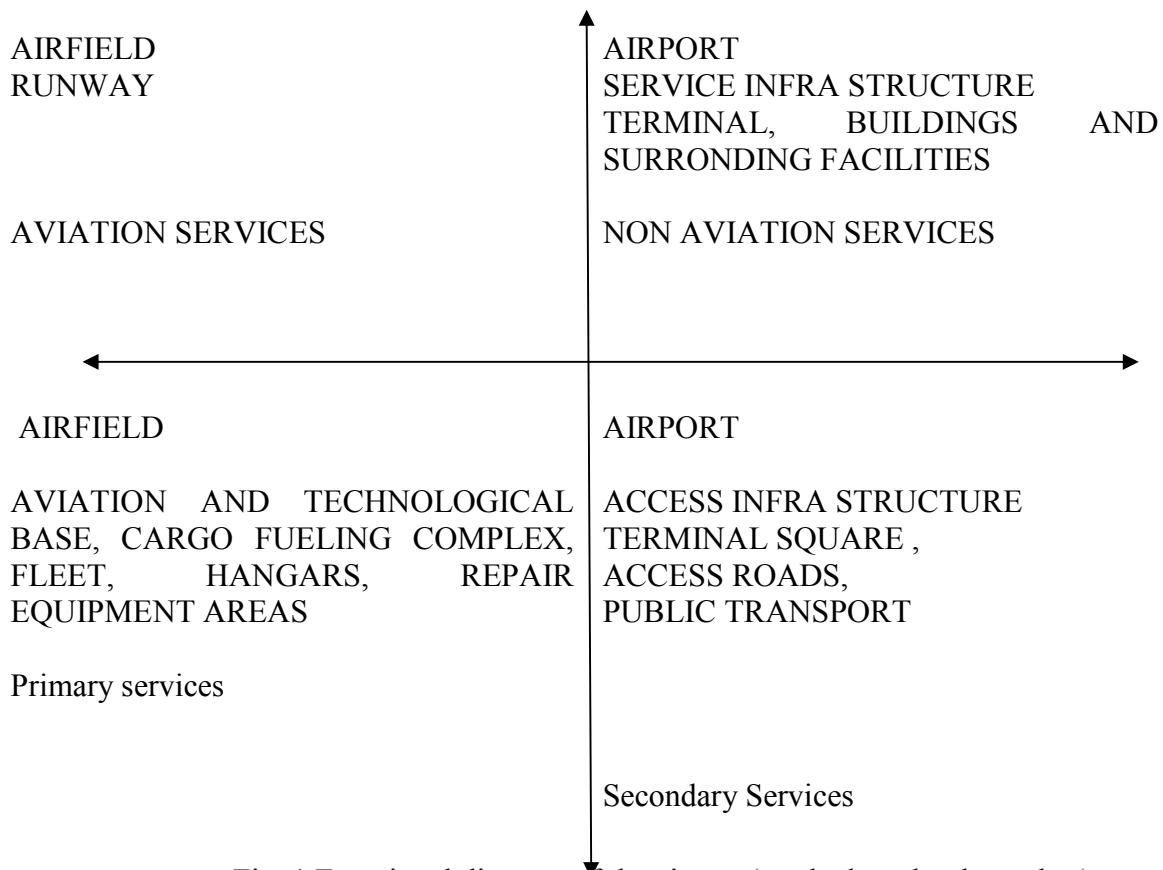 AIRFIELD
RUNWAY
AVIATION SERVICES
AIRPORT
SERVICE INFRA STRUCTURE
TERMINAL, BUILDINGS AND
SURRONDING FACILITIES
NON AVIATION SERVICES
AIRFIELD
AVIATION AND TECHNOLOGICAL
BASE, CARGO FUELING COMPLEX,
FLEET, HANGARS, REPAIR
EQUIPMENT AREAS
Primary services
AIRPORT
ACCESS INFRA STRUCTURE
TERMINAL SQUARE ,
ACCESS ROADS,
PUBLIC TRANSPORT
Secondary Services